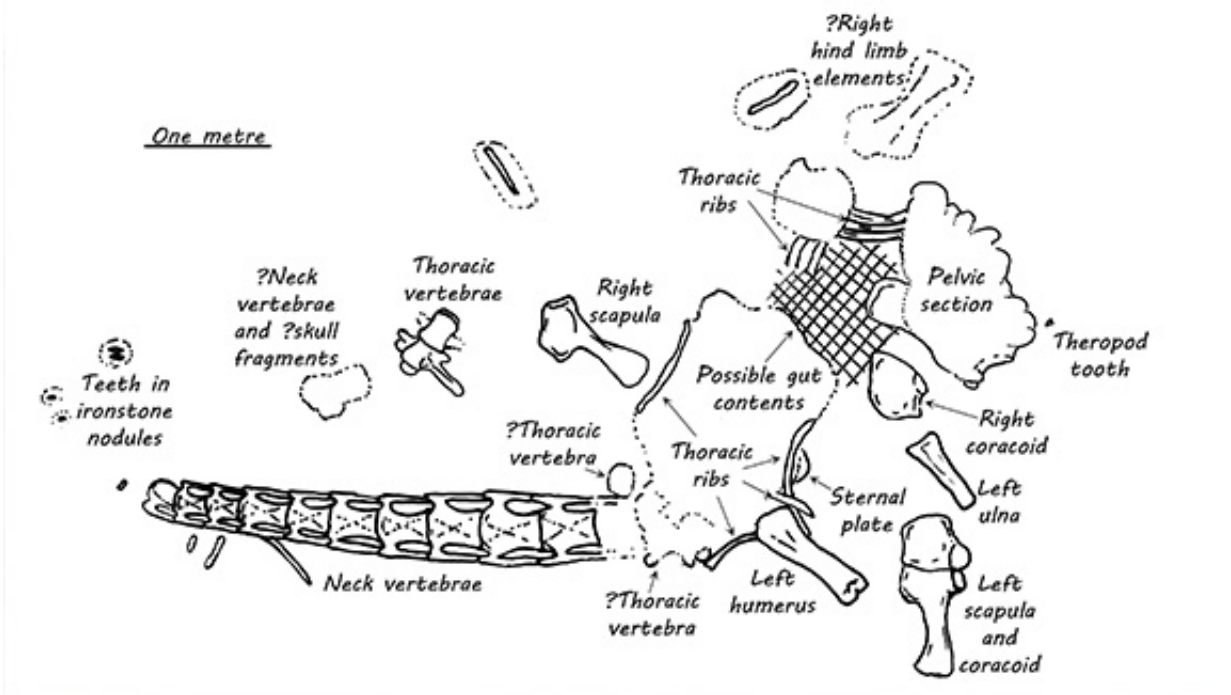 ?Right
hind limb
elements
One metre
Thoracic
ribs
?Neck
vertebrae
and ?skull
fragments
Thoracic
vertebrae
Right
scapula
Pelvic
section
Theropod
tooth
Teeth in
ironstone
nodules
Possible gut
contents
Right
coracoid
?Thoracic
vertebra
Thoracic
ribs
Sternal
plate
Left
ulna
Neck vertebrae
?Thoracic
vertebra
Left
humerus
Left
scapula
and
coracoid